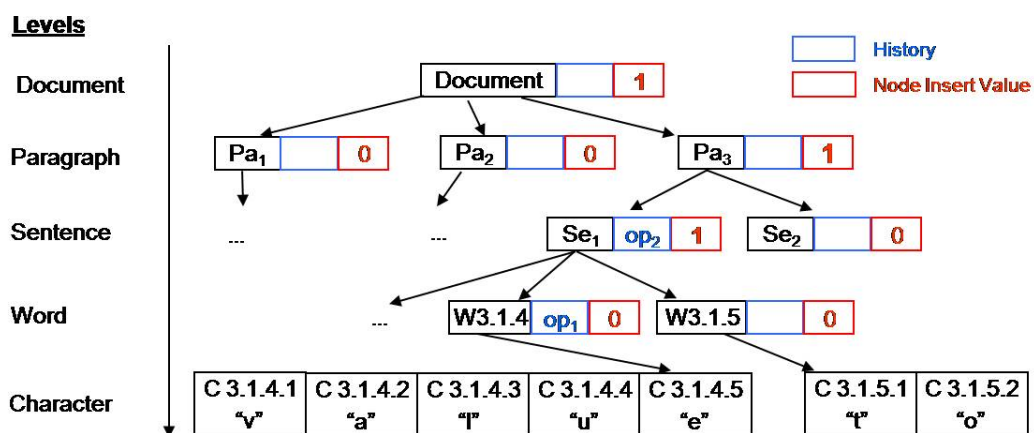 Levels
History
Document
Document 1
Node Insert Value
Paragraph
Pa1 0
Pa2 0
Pa3 1
Sentence
...
...
Se1 op2 1
Se2 0
Word
...
W3.1.4 op1 0
W3.1.5 0
Character
C 3.1.4.1
“v”
C 3.1.4.2
“a”
C 3.1.4.3
“l”
C 3.1.4.4
“u”
C 3.1.4.5
“e”
C 3.1.5.1
“t”
C 3.1.5.2
“o”